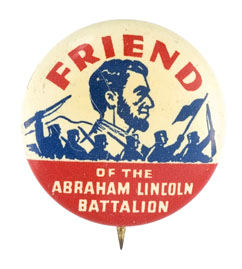 FRIEND
OF THE
ABRAHAM LINCOLN
BATTALION